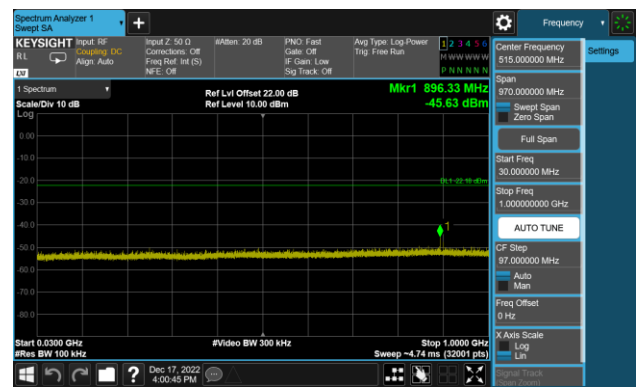 Spectrum Analyzer 1
Swept SA
Frequency
KEYSIGHT
RL
LXI
Input: RF
Coupling: DC
Align: Auto
Input Z: 50 Ω
Corrections: Off
Freq Ref: Int (S)
NFE: Off
#Atten: 20 dB
PNO: Fast
Gate: Off
IF Gain: Low
Sig Track: Off
Avg Type: Log-Power
Trig: Free Run
1 2 3 4 5 6
M W W W W W
P N N N N N
1 Spectrum
Scale/Div 10 dB
Log
Ref Lvl Offset 22.00 dB
Ref Level 10.00 dBm
Mkr1 896.33 MHz
-45.63 dBm
0.00
-10.0
-20.0
-30.0
-40.0
-50.0
-60.0
-70.0
-80.0
DL1 -22.16 dBm
1
Start 0.0300 GHz
#Res BW 100 kHz
#Video BW 300 kHz
Stop 1.0000 GHz
Sweep ~4.74 ms (32001 pts)
Center Frequency
515.000000 MHz
Settings
Span
970.000000 MHz
Swept Span
Zero Span
Full Span
Start Freq
30.000000 MHz
Stop Freq
1.000000000 GHz
AUTO TUNE
CF Step
97.000000 MHz
Auto
Man
Freq Offset
0 Hz
X Axis Scale
Log
Lin
Signal Track
(Span Zoom)
?
Dec 17, 2022
4:00:45 PM